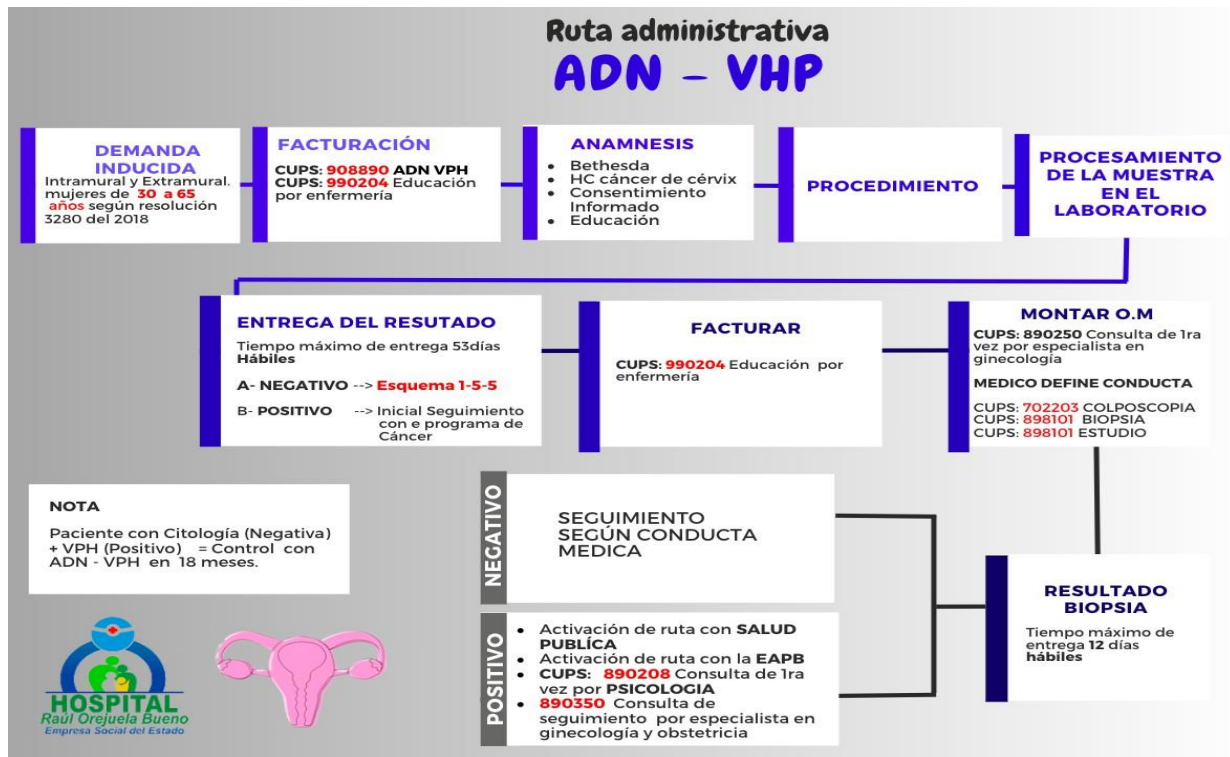 Ruta administrativa
ADN - VHP
DEMANDA
INDUCIDA
Intramural y Extramural.
mujeres de 30 a 65
años según resolución
3280 del 2018
FACTURACIÓN
CUPS: 908890 ADN VPH
CUPS: 990204 Educación
por enfermería
ANAMNESIS
• Bethesda
• HC cáncer de cérvix
• Consentimiento
Informado
• Educación
PROCEDIMIENTO
PROCESAMIENTO
DE LA MUESTRA
EN EL
LABORATORIO
ENTREGA DEL RESUTADO
Tiempo máximo de entrega 53días
Hábiles
A- NEGATIVO --> Esquema 1-5-5
B- POSITIVO --> Inicial Seguimiento
con e programa de
Cáncer
FACTURAR
CUPS: 990204 Educación por
enfermería
MONTAR O.M
CUPS: 890250 Consulta de 1ra
vez por especialista en
ginecología
MEDICO DEFINE CONDUCTA
CUPS: 702203 COLPOSCOPIA
CUPS: 898101 BIOPSIA
CUPS: 898101 ESTUDIO
NOTA
Paciente con Citología (Negativa)
+ VPH (Positivo) = Control con
ADN - VPH en 18 meses.
NEGATIVO
SEGUIMIENTO
SEGÚN CONDUCTA
MEDICA
POSITIVO
• Activación de ruta con SALUD
PUBLÍCA
• Activación de ruta con la EAPB
• CUPS: 890208 Consulta de 1ra
vez por PSICOLOGIA
• 890350 Consulta de
seguimiento por especialista en
ginecología y obstetricia
RESULTADO
BIOPSIA
Tiempo máximo de
entrega 12 días
hábiles
HOSPITAL
Raúl Orejuela Bueno
Empresa Social del Estado